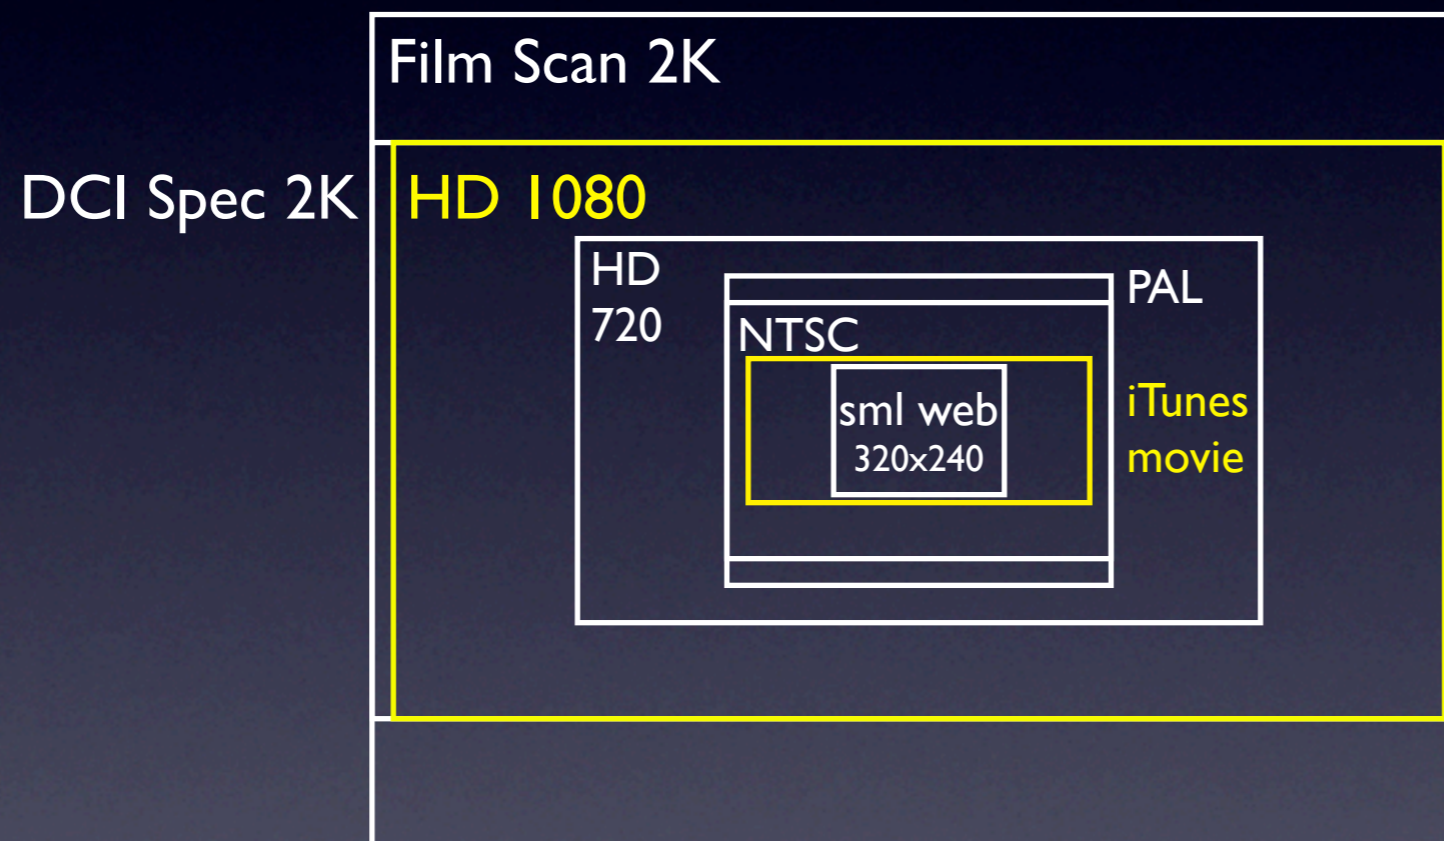 Film Scan 2K
DCI Spec 2K
HD 1080
HD
720
PAL
NTSC
iTunes
movie
sml web
320x240